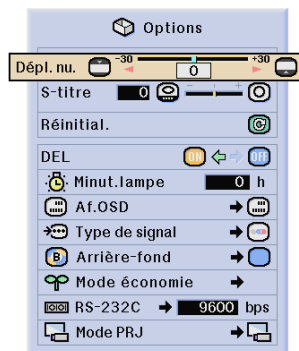 Options
Dépl. nu. -30 0 +30
S-titre 0 - +
Réinitial.
DEL ON OFF
Minut.lampe 0 h
Af.OSD
Type de signal
B Arrière-fond
Mode économie
RS-232C 9600 bps
Mode PRJ